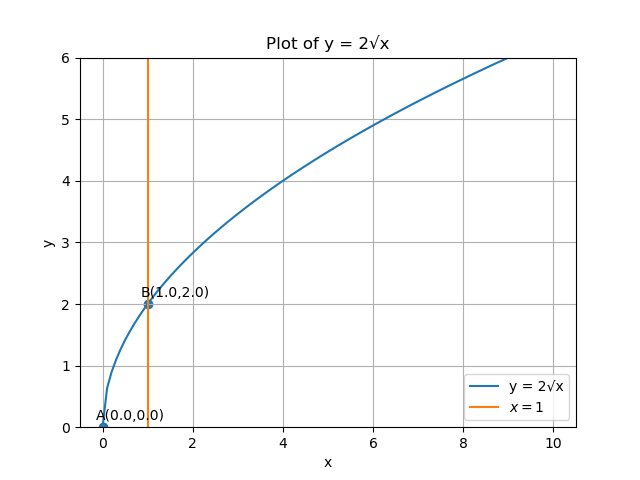 Plot of y = 2√x
6
5
4
3
2
1
0
y
B(1.0,2.0)
A(0.0,0.0)
y = 2√x
x = 1
0 2 4 6 8 10
x